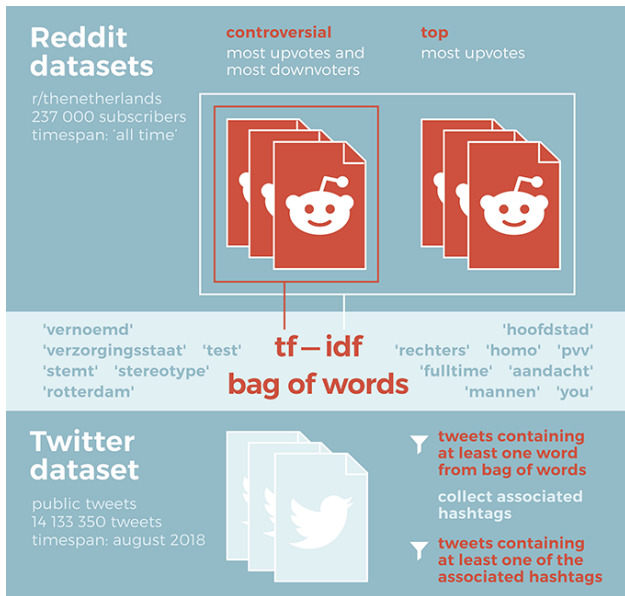 Reddit
datasets
r/thenetherlands
237 000 subscribers
timespan: 'all time'
controversial
most upvotes and
most downvoters
top
most upvotes
'vernoemd'
'verzorgingsstaat' 'test'
'stemt' 'stereotype'
'rotterdam'
tf–idf
bag of words
'hoofdstad'
'rechters' 'homo' 'pvv'
'fulltime' 'aandacht'
'mannen' 'you'
Twitter
dataset
public tweets
14 133 350 tweets
timespan: august 2018
tweets containing
at least one word
from bag of words
collect associated
hashtags
tweets containing
at least one of the
associated hashtags